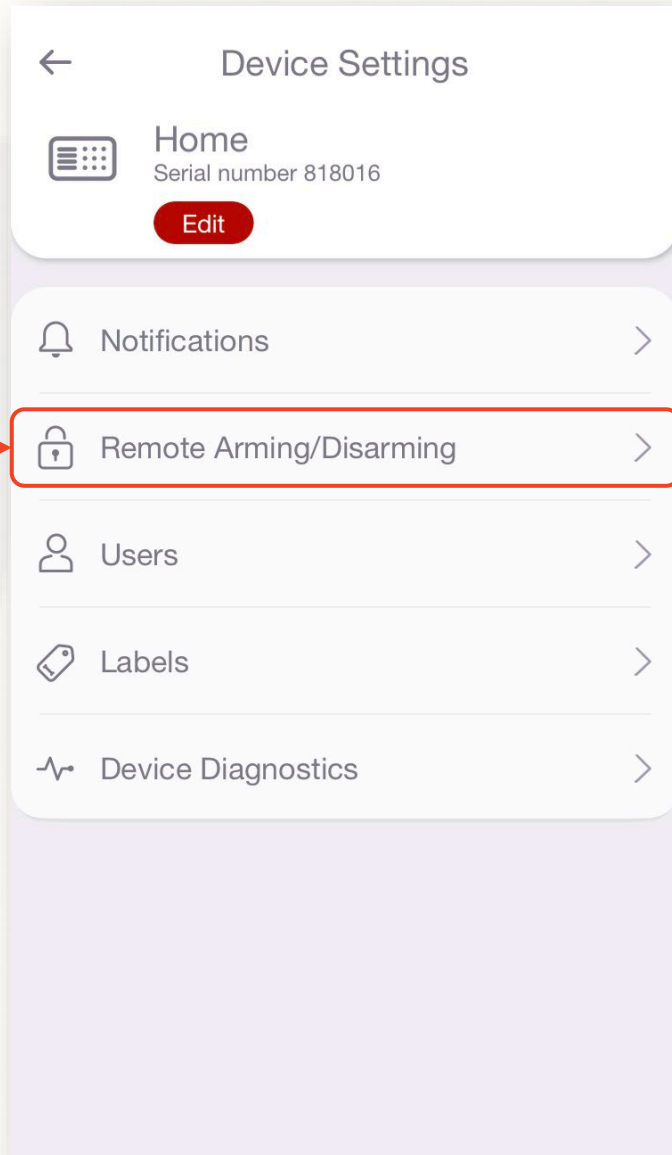 Device Settings
Home
Serial number 818016
Edit
Notifications
Remote Arming/Disarming
Users
Labels
Device Diagnostics